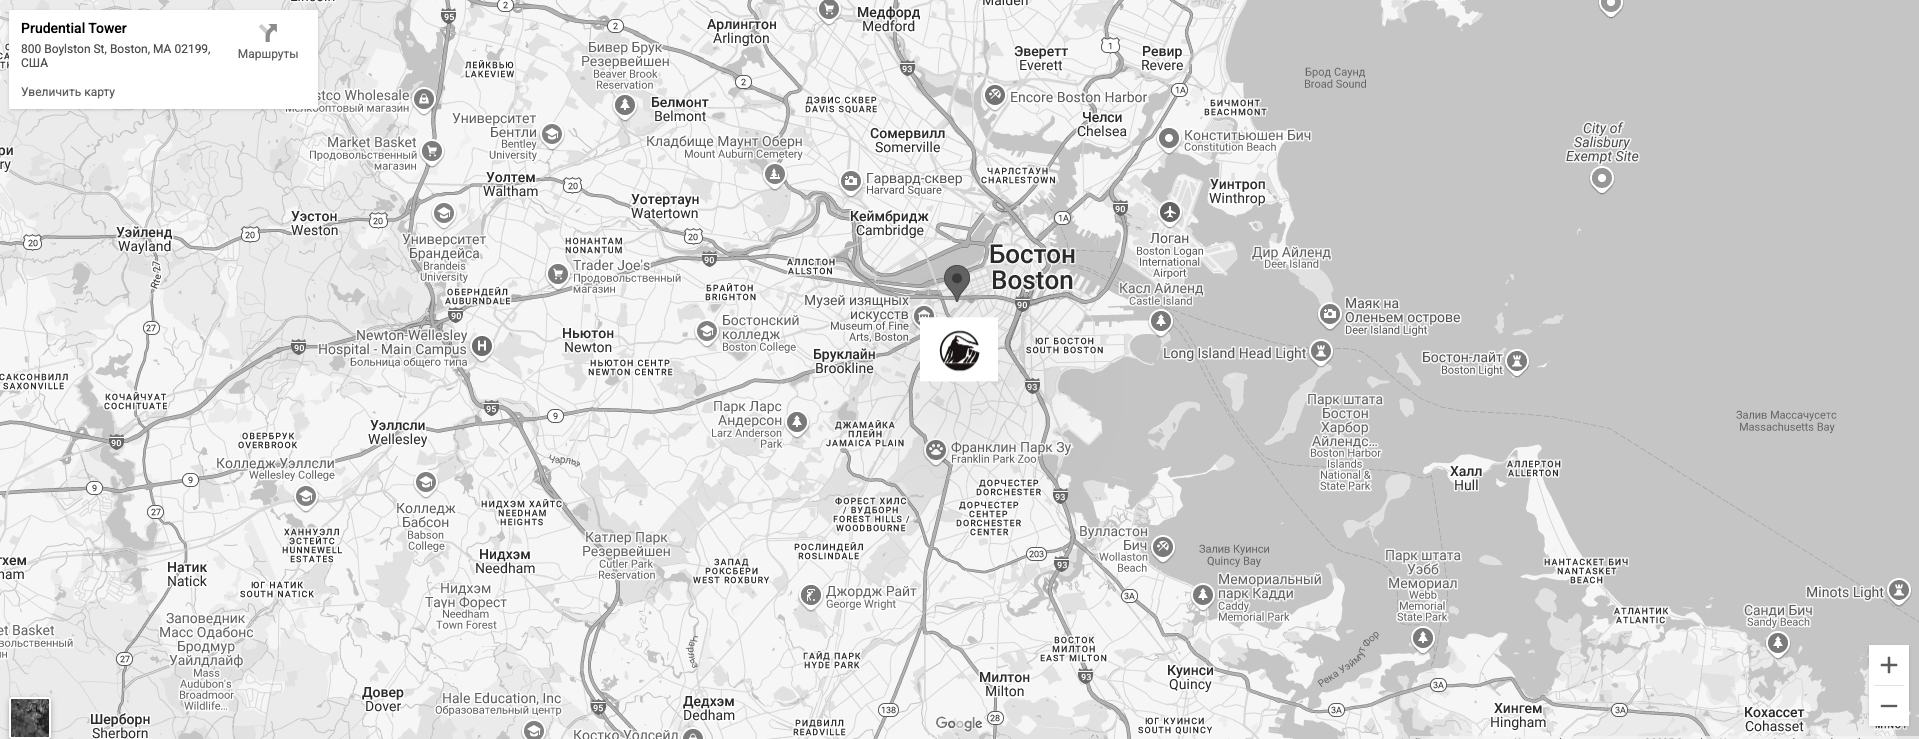 Prudential Tower
800 Boylston St, Boston, MA 02199,
США
Маршруты
Увеличить карту
Арлингтон
Arlington
Медфорд
Medford
Эверетт
Everett
Ревир
Revere
Брод Саунд
Broad Sound
ЛЕЙКВЬЮ
LAKEVIEW
Бивер Брук
Резервейшен
Beaver Brook
Reservation
Белмонт
Belmont
ДЭВИС СКВЕР
DAVIS SQUARE
Encore Boston Harbor
БИЧМОНТ
BEACHMONT
stco Wholesale
Мелкооптовый магазин
Университет
Бентли
Bentley
University
Market Basket
Продовольственный
магазин
Кладбище Маунт Оберн
Mount Auburn Cemetery
Сомервилл
Somerville
Челси
Chelsea
Конститьюшен Бич
Constitution Beach
City of
Salisbury
Exempt Site
Уолтем
Waltham
Гарвард-сквер
Harvard Square
ЧАРЛСТАУН
CHARLESTOWN
Уинтроп
Winthrop
Уотертаун
Watertown
Уэстон
Weston
Уэйленд
Wayland
Кеймбридж
Cambridge
Университет
Брандейса
Brandeis
University
НОНАНТАМ
NONANTUM
Trader Joe's
Продовольственный
магазин
АЛЛСТОН
ALLSTON
Бостон
Boston
Логан
Boston Logan
International
Airport
Дир Айленд
Deer Island
Rte 27
ОБЕРНДЕЙЛ
AUBURNDALE
БРАЙТОН
BRIGHTON
Музей изящных
искусств
Museum of Fine
Arts, Boston
Касл Айленд
Castle Island
Маяк на
Оленьем острове
Deer Island Light
Newton-Wellesley
Hospital - Main Campus
Больница общего типа
Ньютон
Newton
Бостонский
колледж
Boston College
Бруклайн
Brookline
НЬЮТОН СЕНТР
NEWTON CENTRE
ЮГ БОСТОН
SOUTH BOSTON
Long Island Head Light
Бостон-лайт
Boston Light
САКСОНВИЛЛ
SAXONVILLE
КОЧАЙЧУАТ
COCHITUATE
Парк Ларс
Андерсон
Larz Anderson
Park
Парк штата
Бостон
Харбор
Айлендс...
Boston Harbor
Islands
National &
State Park
Залив Массачусетс
Massachusetts Bay
Уэллсли
Wellesley
ОВЕРБРУК
OVERBROOK
ДЖАМАЙКА
ПЛЕЙН
JAMAICA PLAIN
Франклин Парк Зу
Franklin Park Zoo
Колледж Уэллсли
Wellesley College
Чарльз
Халл
Hull
АЛЛЕРТОН
ALLERTON
Колледж
Бабсон
Babson
College
НИДХЭМ ХАЙТС
NEEDHAM
HEIGHTS
ФОРЕСТ ХИЛС
/ ВУДБОРН
FOREST HILLS /
WOODBOURNE
ДОРЧЕСТЕР
DORCHESTER
ДОРЧЕСТЕР
СЕНТЕР
DORCHESTER
CENTER
ХАННУЭЛЛ
ЭСТЕЙТС
HUNNEWELL
ESTATES
Нидхэм
Needham
Катлер Парк
Резервейшен
Cutler Park
Reservation
РОСЛИНДЕЙЛ
ROSLINDALE
Вулластон
Бич
Wollaston
Beach
Залив Куинси
Quincy Bay
Парк штата
Уэбб
Мемориал
Webb
Memorial
State Park
НАНТАСКЕТ БИЧ
NANTASKET
BEACH
Натик
Natick
ЮГ НАТИК
SOUTH NATICK
Нидхэм
Таун Форест
Needham
Town Forest
ЗАПАД
РОКСБЕРИ
WEST ROXBURY
Джордж Райт
George Wright
Мемориальный
парк Кадди
Caddy
Memorial Park
Minots Light
АТЛАНТИК
ATLANTIC
Санди Бич
Sandy Beach
Заповедник
Масс Одабонс
Бродмур
Уайлдлайф
Mass
Audubon's
Broadmoor
Wildlife...
et Basket
Чарльз
ГАЙД ПАРК
HYDE PARK
ВОСТОК
МИЛТОН
EAST MILTON
Милтон
Milton
Куинси
Quincy
Река Уэймут Фор
Довер
Dover
Hale Education, Inc
Образовательный центр
Дедхэм
Dedham
РИДВИЛЛ
READVILLE
Google
ЮГ КУИНСИ
SOUTH QUINCY
Хингем
Hingham
Кохассет
Cohasset
Шерборн
Sherborn
Костко Уолсейл